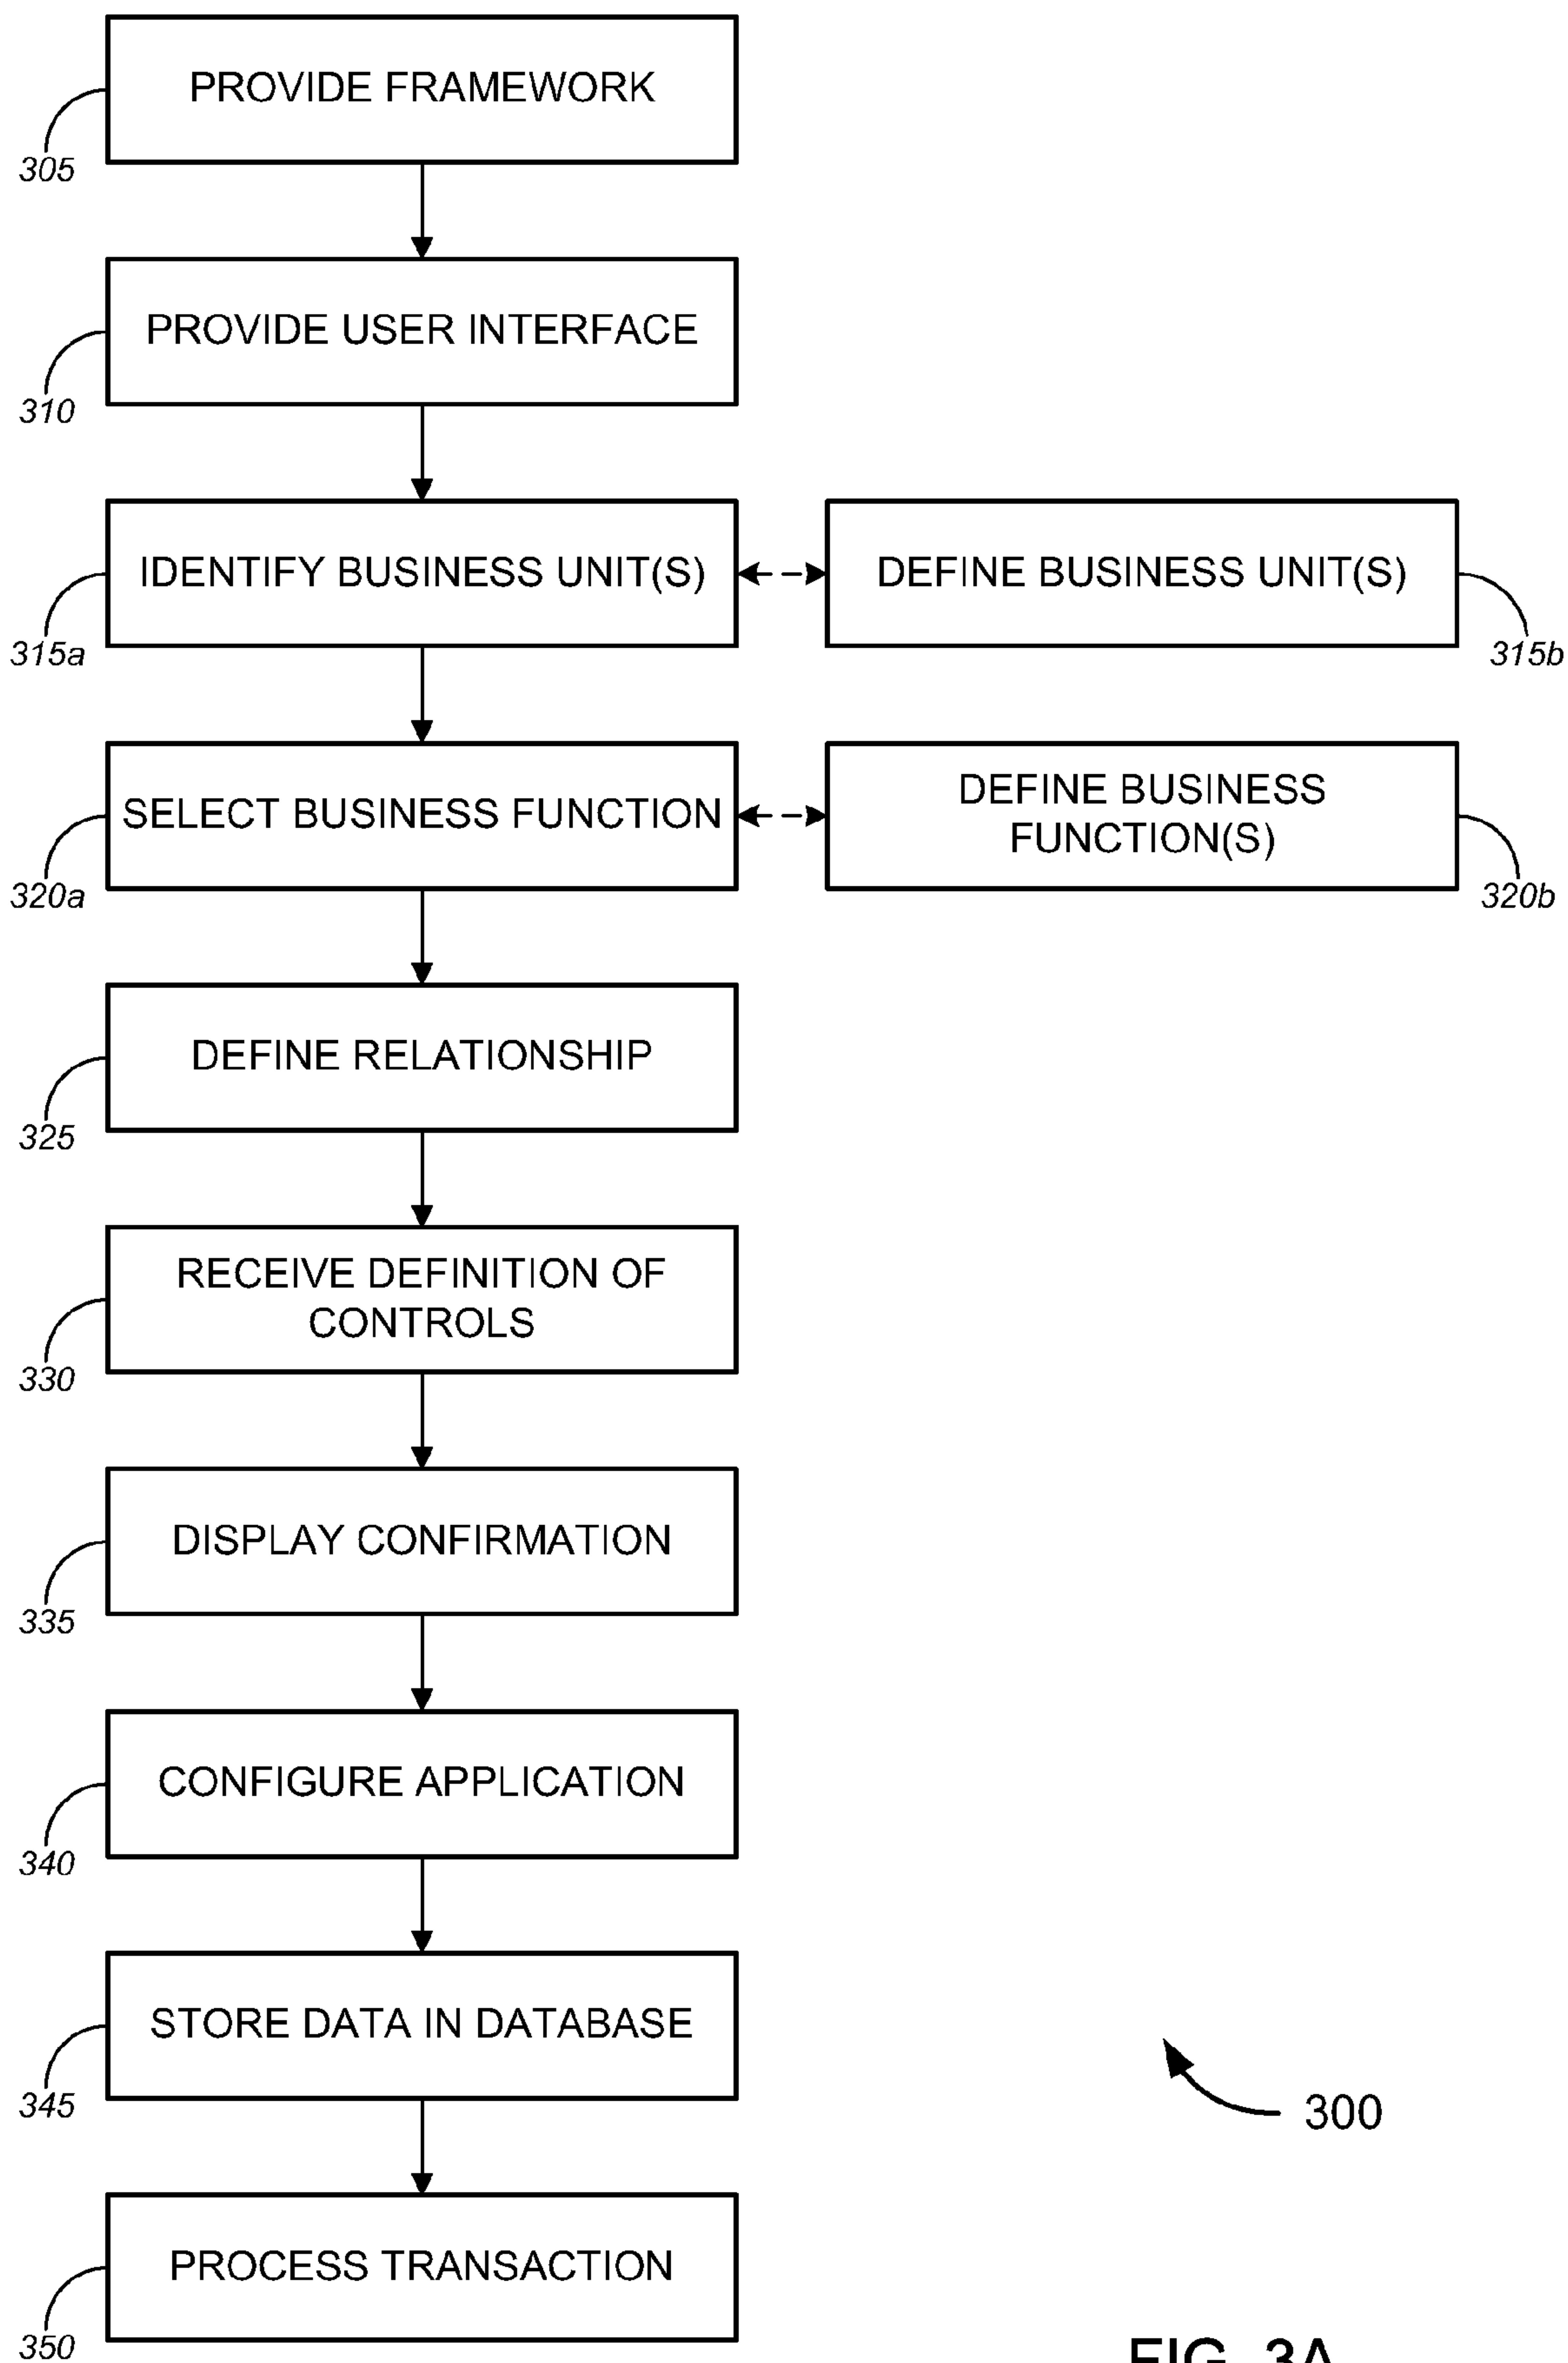 PROVIDE FRAMEWORK
305
PROVIDE USER INTERFACE
310
IDENTIFY BUSINESS UNIT(S)
315a
DEFINE BUSINESS UNIT(S)
315b
SELECT BUSINESS FUNCTION
320a
DEFINE BUSINESS
FUNCTION(S)
320b
DEFINE RELATIONSHIP
325
RECEIVE DEFINITION OF
CONTROLS
330
DISPLAY CONFIRMATION
335
CONFIGURE APPLICATION
340
STORE DATA IN DATABASE
345
300
PROCESS TRANSACTION
350
FIG. 3A